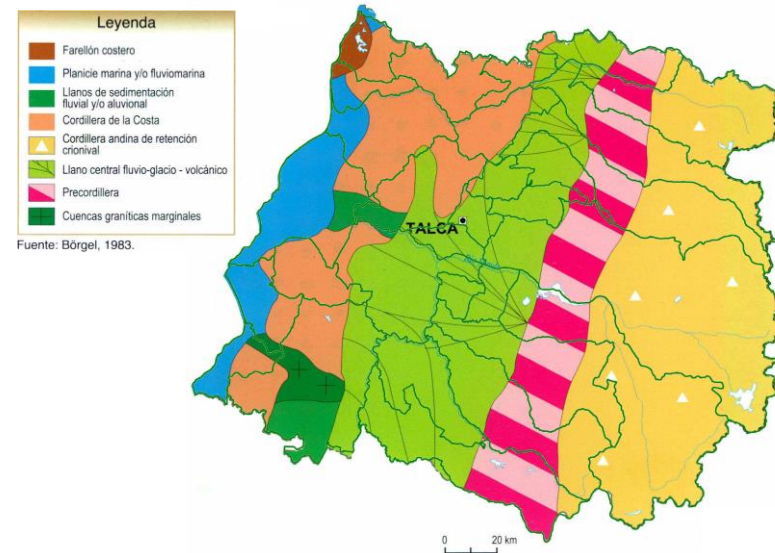 Leyenda
Farellón costero
Planicie marina y/o fluviomarina
Llanos de sedimentación
fluvial y/o aluvional
Cordillera de la Costa
Cordillera andina de retención
crionival
Llano central fluvio-glacio - volcánico
Precordillera
Cuencas graníticas marginales
Fuente: Börgel, 1983.
TALCA
0 20 km